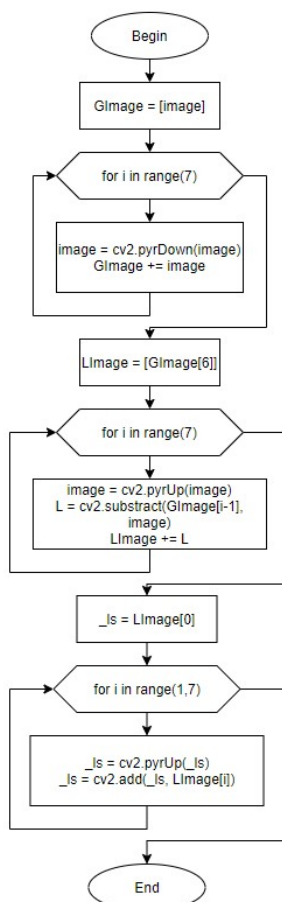 Begin
GImage = [image]
for i in range(7)
image = cv2.pyrDown(image)
GImage += image
LImage = [GImage[6]]
for i in range(7)
image = cv2.pyrUp(image)
L = cv2.substract(GImage[i-1],
image)
LImage += L
_ls = LImage[0]
for i in range(1,7)
_ls = cv2.pyrUp(_ls)
_ls = cv2.add(_ls, LImage[i])
End